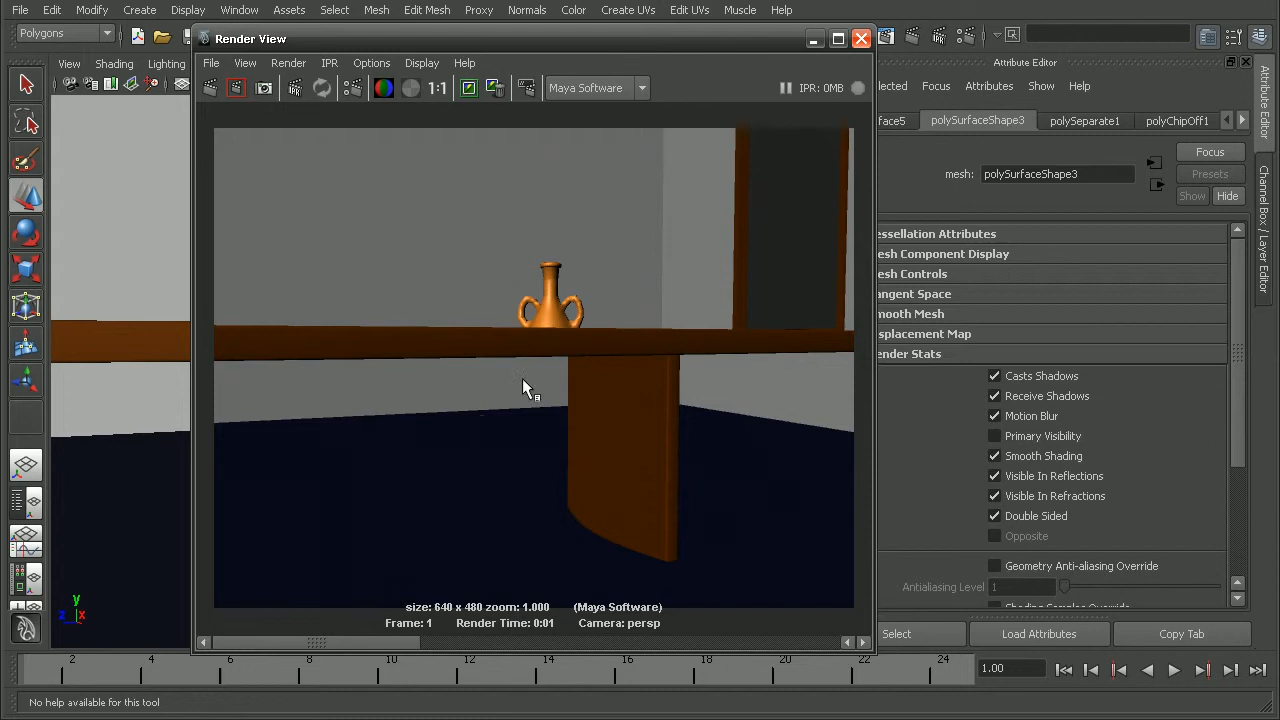 File Edit Modify Create Display Window Assets Select Mesh Edit Mesh Proxy Normals Color Create UVs Edit UVs Muscle Help
Polygons
Render View
View Shading Lighting
File View Render IPR Options Display Help
1:1 Maya Software IPR: 0MB
Attribute Editor
elected Focus Attributes Show Help
face5 polySurfaceShape3 polySeparate1 polyChipOff1
mesh: polySurfaceShape3
Focus
Presets
Show Hide
essellation Attributes
esh Component Display
esh Controls
angent Space
mooth Mesh
isplacement Map
ender Stats
Casts Shadows
Receive Shadows
Motion Blur
Primary Visibility
Smooth Shading
Visible In Reflections
Visible In Refractions
Double Sided
Opposite
Geometry Anti-aliasing Override
Antialiasing Level 1
Shading Samples Override
Select Load Attributes Copy Tab
Attribute Editor
Channel Box / Layer Editor
y
z x
size: 640 x 480 zoom: 1.000 (Maya Software)
Frame: 1 Render Time: 0:01 Camera: persp
2 4 6 8 10 12 14 16 18 20 22 24
1.00
No help available for this tool